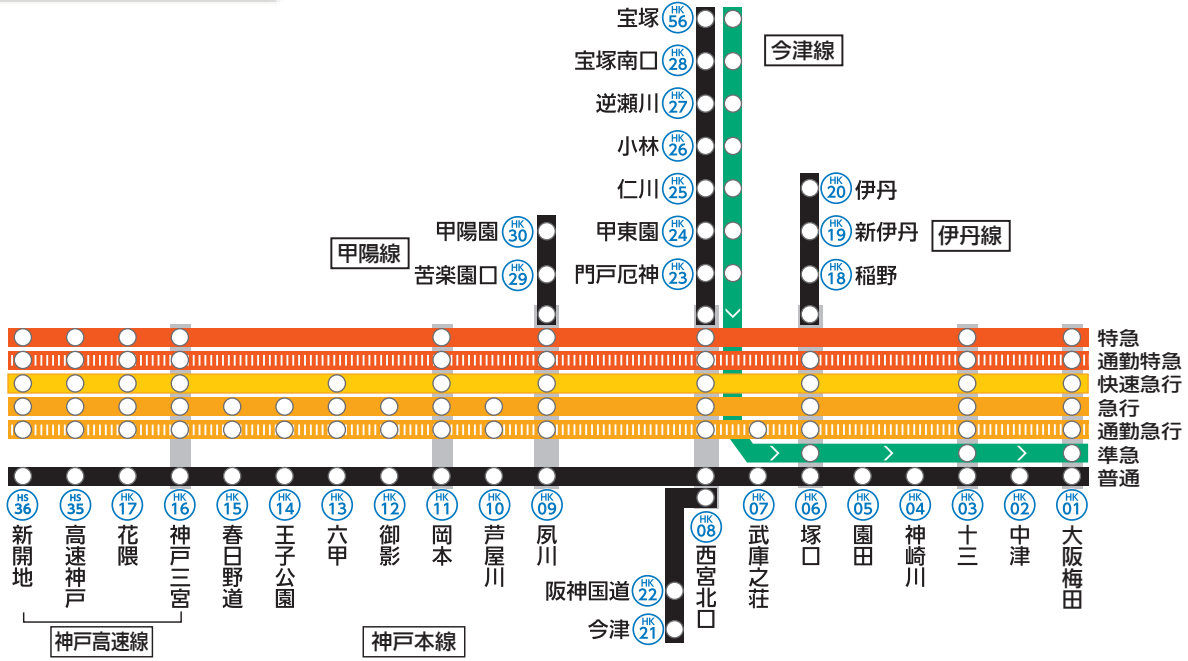 宝塚 HK 56
今津線
宝塚南口 HK 28
逆瀬川 HK 27
小林 HK 26
仁川 HK 25
HK 20 伊丹
甲陽園 HK 30
甲東園 HK 24
HK 19 新伊丹
伊丹線
甲陽線
苦楽園口 HK 29
門戸厄神 HK 23
HK 18 稲野
特急
通勤特急
快速急行
急行
通勤急行
準急
普通
HS 36 新開地
HS 35 高速神戸
HK 17 花隈
HK 16 神戸三宮
HK 15 春日野道
HK 14 王子公園
HK 13 六甲
HK 12 御影
HK 11 岡本
HK 10 芦屋川
HK 09 夙川
HK 08 西宮北口
HK 07 武庫之荘
HK 06 塚口
HK 05 園田
HK 04 神崎川
HK 03 十三
HK 02 中津
HK 01 大阪梅田
阪神国道 HK 22
今津 HK 21
神戸高速線
神戸本線